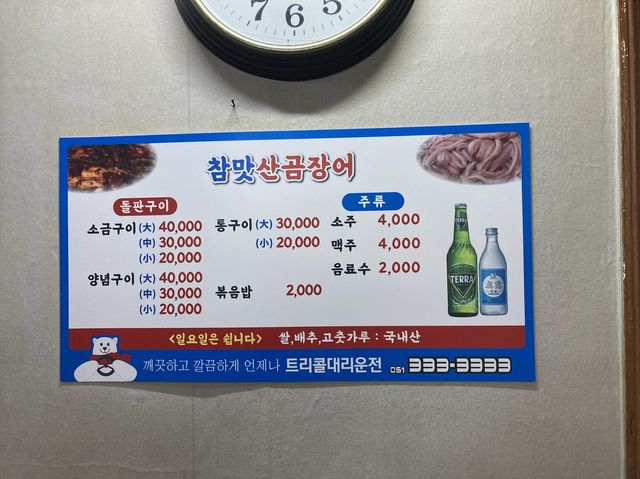 7 6 5
참맛산곰장어
돌판구이
소금구이 (大) 40,000
(中) 30,000
(小) 20,000
양념구이 (大) 40,000
(中) 30,000
(小) 20,000
통구이 (大) 30,000
(小) 20,000
볶음밥 2,000
주류
소주 4,000
맥주 4,000
음료수 2,000
TERRA
<일요일은 쉽니다> 쌀,배추,고춧가루 : 국내산
깨끗하고 깔끔하게 언제나 트리콜대리운전 051 333-3333